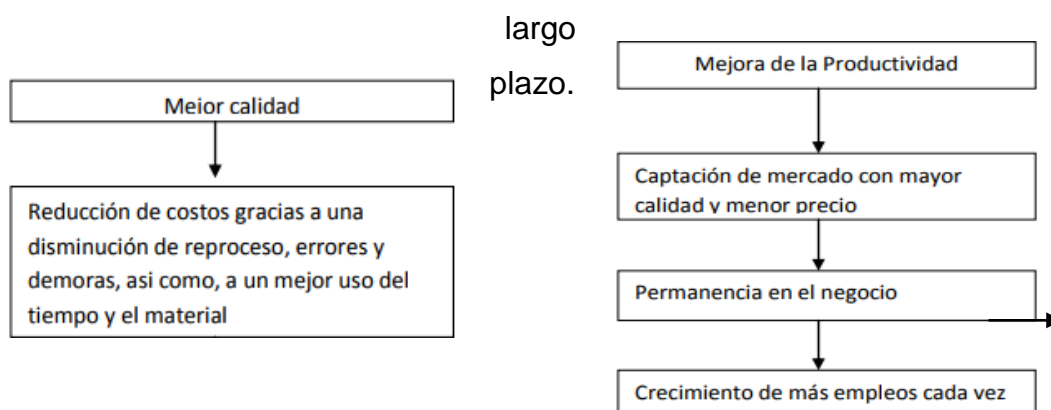 largo
plazo.
Mejor calidad
Reducción de costos gracias a una
disminución de reproceso, errores y
demoras, asi como, a un mejor uso del
tiempo y el material
Mejora de la Productividad
Captación de mercado con mayor
calidad y menor precio
Permanencia en el negocio
Crecimiento de más empleos cada vez